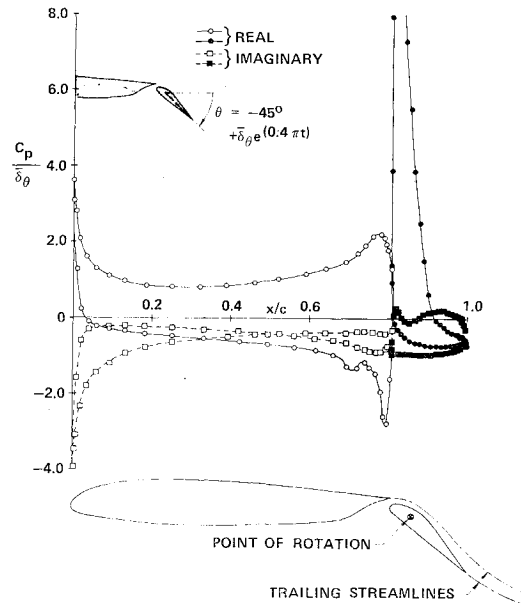 8.0
REAL
IMAGINARY
6.0
θ = −45°
+δ̄θ e(0.4 πt)
Cp
δ̄θ
4.0
2.0
0
0.2
0.4
x/c
0.6
1.0
−2.0
−4.0
POINT OF ROTATION
TRAILING STREAMLINES